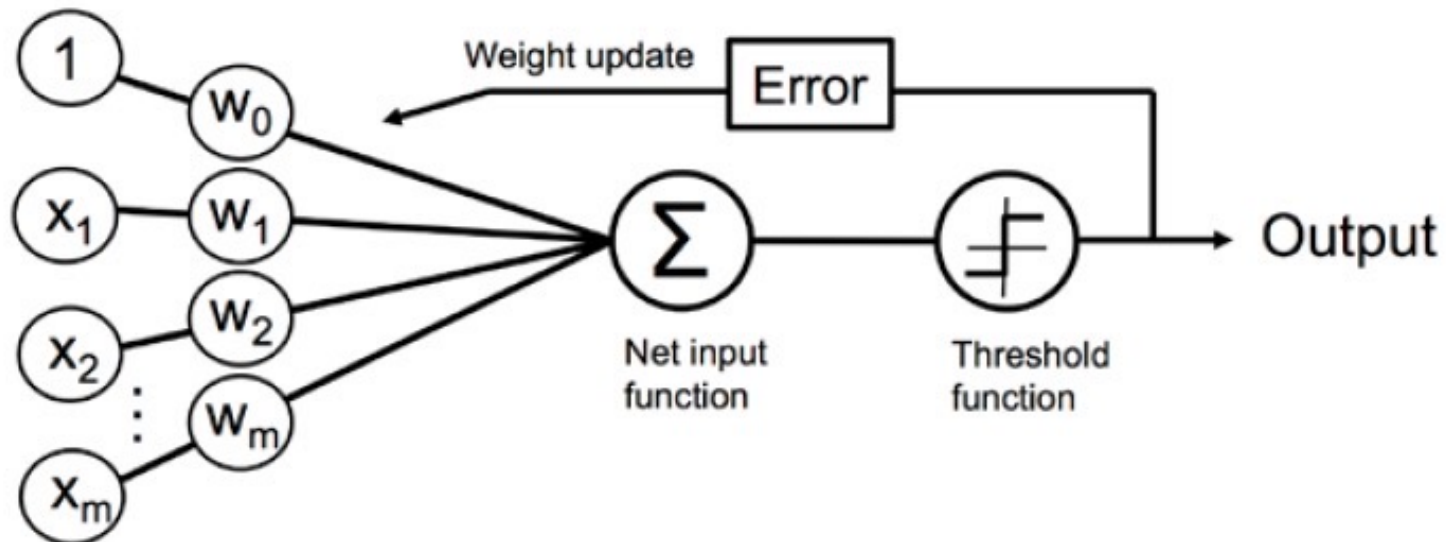 1
w₀
Weight update
Error
x₁
w₁
Σ
Output
x₂
w₂
Net input
function
Threshold
function
⋮
wₘ
xₘ